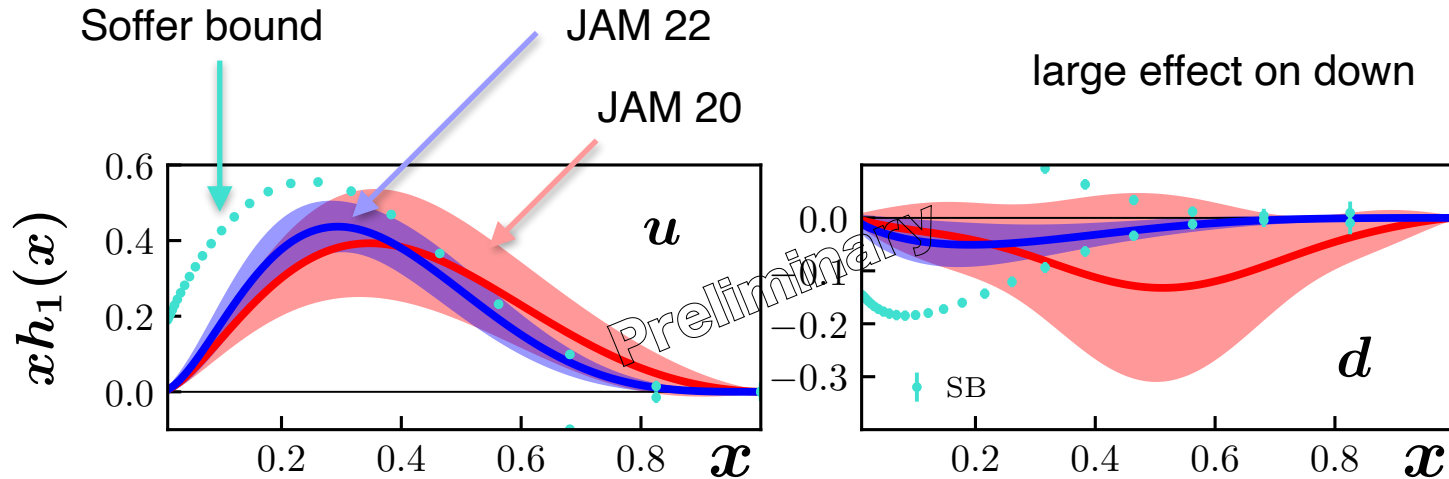 Soffer bound
JAM 22
JAM 20
large effect on down
xh₁(x)
0.6
0.4
0.2
0.0
u
0.2
0.4
0.6
0.8
x
Preliminary
0.0
−0.1
−0.2
−0.3
SB
d
0.2
0.4
0.6
0.8
x